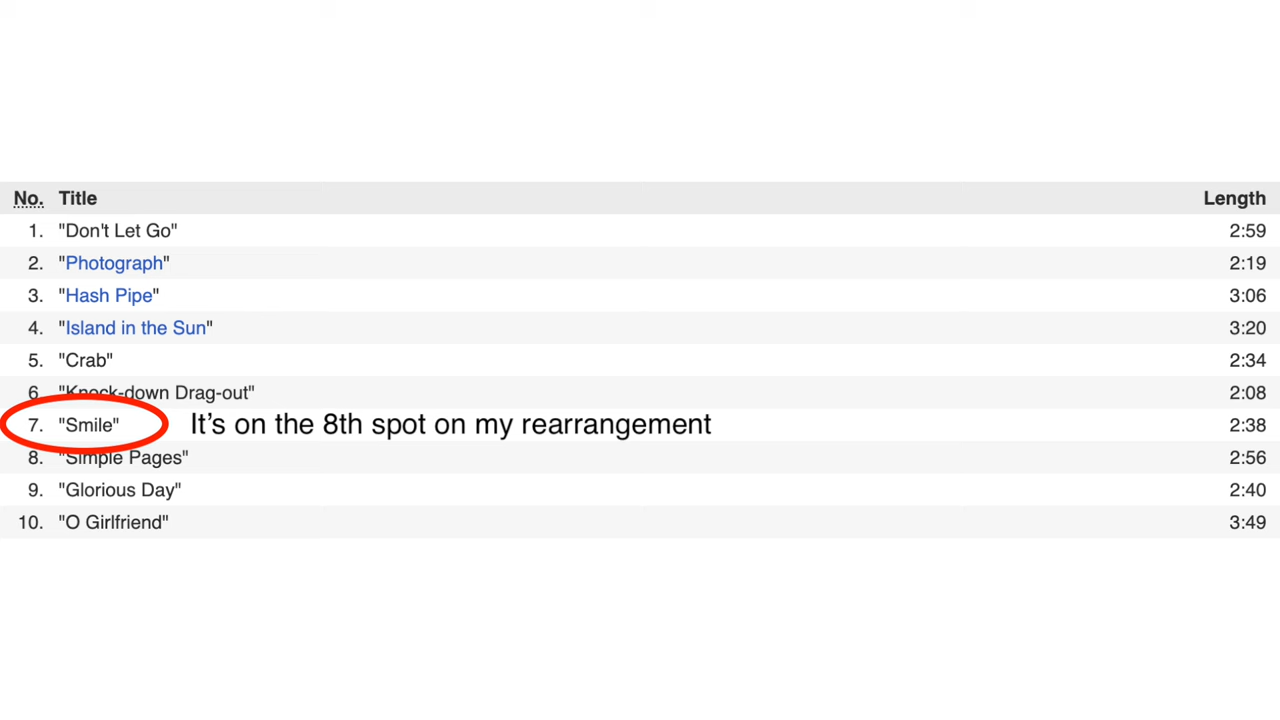 No. Title Length
1. "Don't Let Go" 2:59
2. "Photograph" 2:19
3. "Hash Pipe" 3:06
4. "Island in the Sun" 3:20
5. "Crab" 2:34
6. "Knock-down Drag-out" 2:08
7. "Smile" It’s on the 8th spot on my rearrangement 2:38
8. "Simple Pages" 2:56
9. "Glorious Day" 2:40
10. "O Girlfriend" 3:49